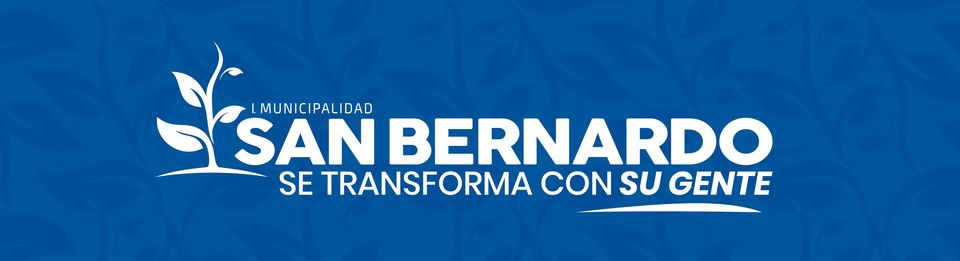 I. MUNICIPALIDAD
SAN BERNARDO
SE TRANSFORMA CON SU GENTE